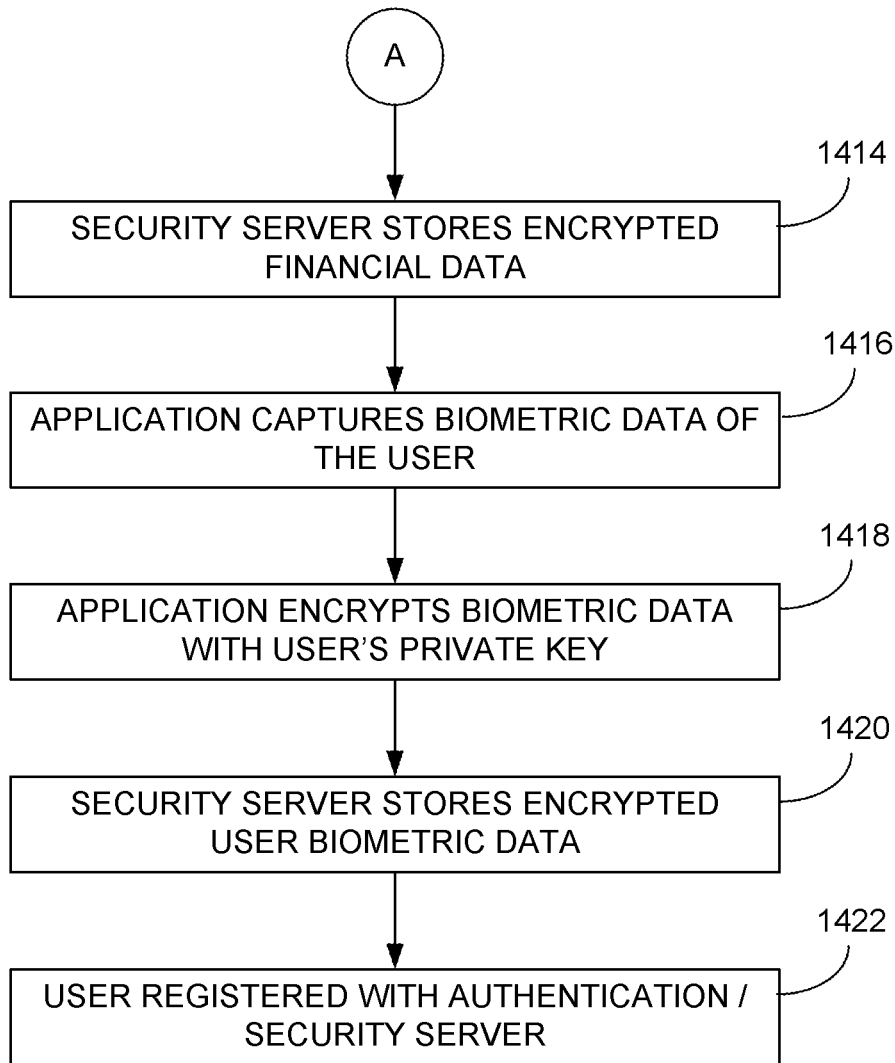 A
1414
SECURITY SERVER STORES ENCRYPTED
FINANCIAL DATA
1416
APPLICATION CAPTURES BIOMETRIC DATA OF
THE USER
1418
APPLICATION ENCRYPTS BIOMETRIC DATA
WITH USER’S PRIVATE KEY
1420
SECURITY SERVER STORES ENCRYPTED
USER BIOMETRIC DATA
1422
USER REGISTERED WITH AUTHENTICATION /
SECURITY SERVER